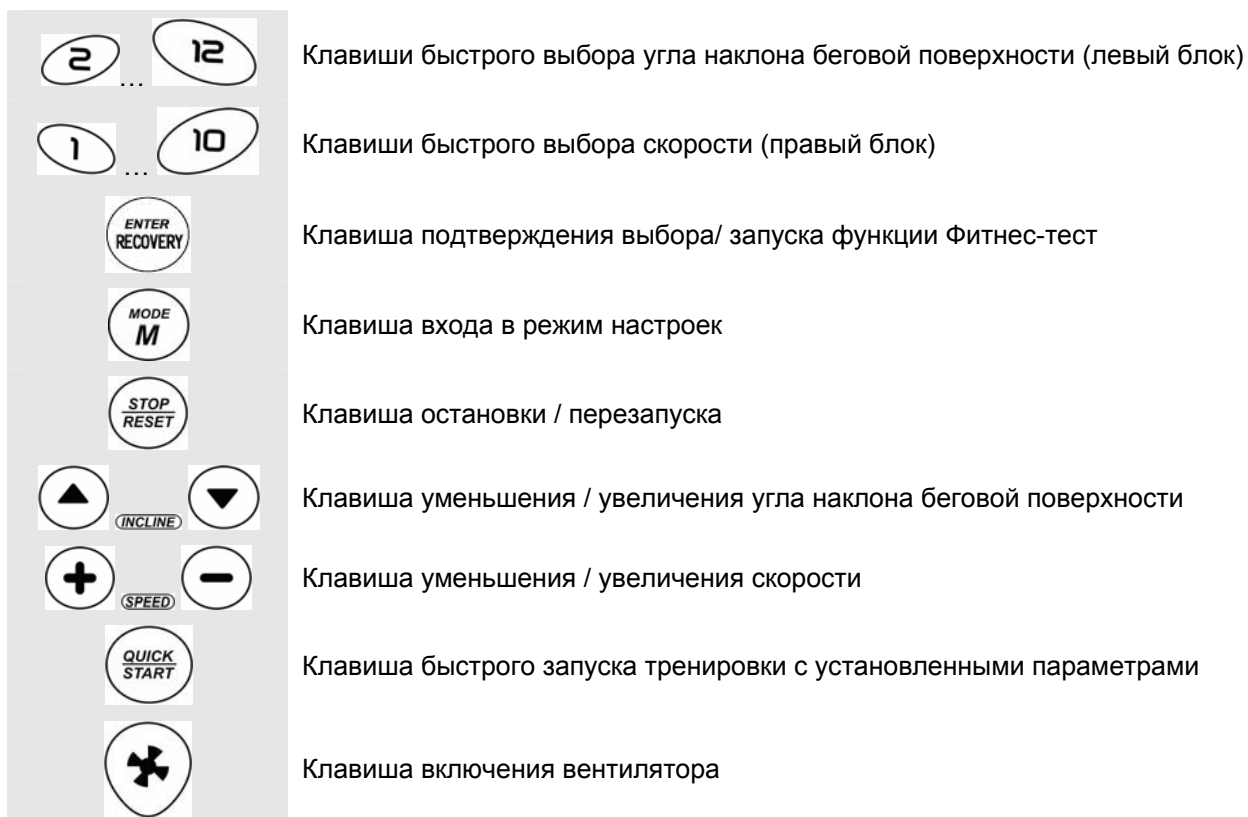 2 ... 12 Клавиши быстрого выбора угла наклона беговой поверхности (левый блок)
1 ... 10 Клавиши быстрого выбора скорости (правый блок)
ENTER
RECOVERY
Клавиша подтверждения выбора/ запуска функции Фитнес-тест
MODE
M
Клавиша входа в режим настроек
STOP
RESET
Клавиша остановки / перезапуска
INCLINE Клавиша уменьшения / увеличения угла наклона беговой поверхности
+ SPEED − Клавиша уменьшения / увеличения скорости
QUICK
START
Клавиша быстрого запуска тренировки с установленными параметрами
Клавиша включения вентилятора